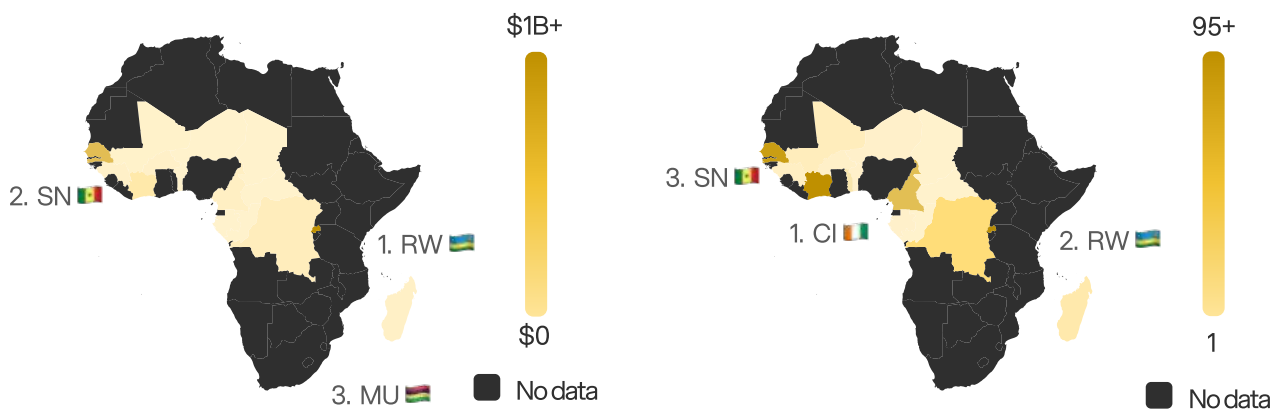 $1B+
2. SN 🇸🇳
1. RW 🇷🇼
$0
3. MU 🇲🇺
No data
95+
3. SN 🇸🇳
1. CI 🇨🇮
2. RW 🇷🇼
1
No data